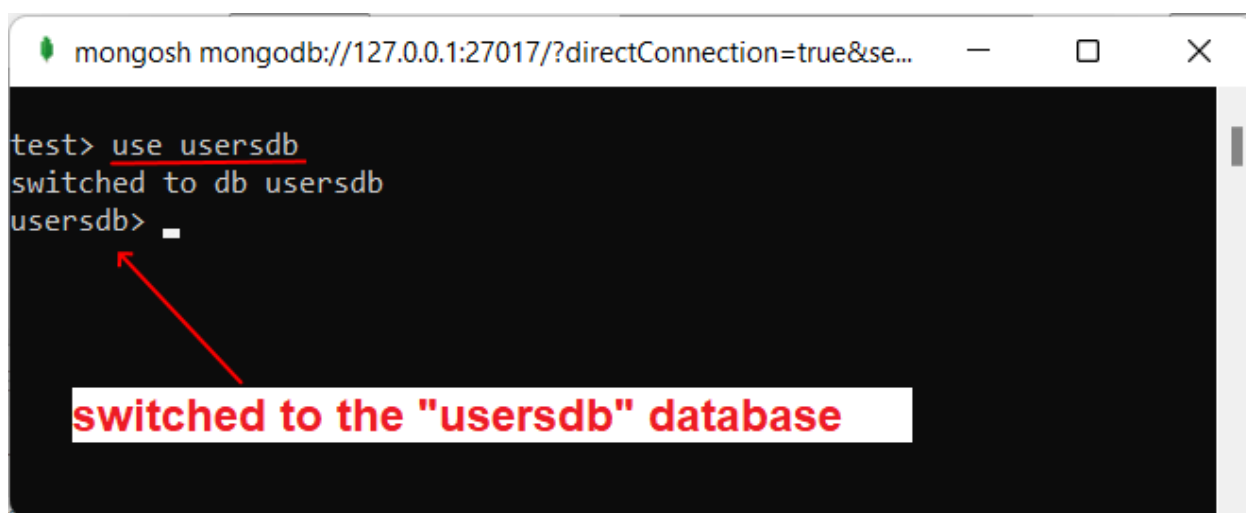 mongosh mongodb://127.0.0.1:27017/?directConnection=true&se...
test> use usersdb
switched to db usersdb
usersdb>
switched to the "usersdb" database